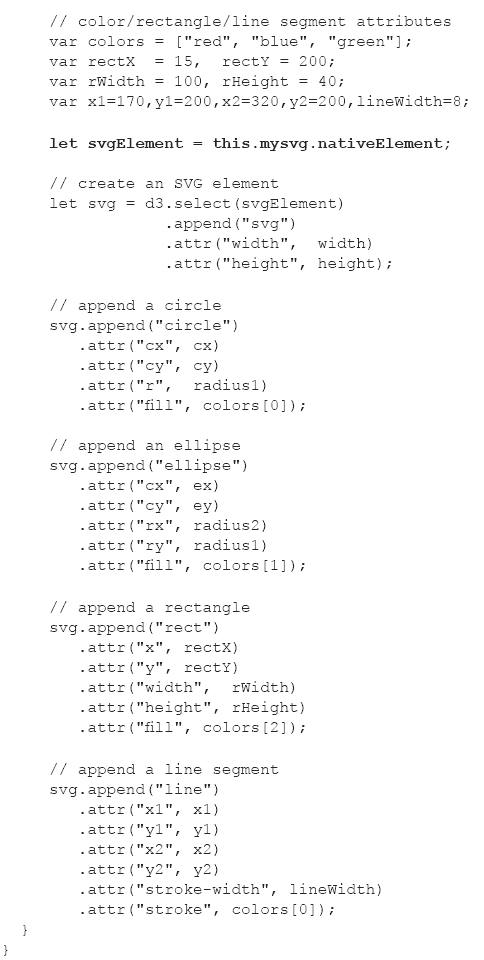 // color/rectangle/line segment attributes
var colors = ["red", "blue", "green"];
var rectX  = 15,  rectY = 200;
var rWidth = 100, rHeight = 40;
var x1=170,y1=200,x2=320,y2=200,lineWidth=8;
let svgElement = this.mysvg.nativeElement;
// create an SVG element
let svg = d3.select(svgElement)
.append("svg")
.attr("width",  width)
.attr("height", height);
// append a circle
svg.append("circle")
.attr("cx", cx)
.attr("cy", cy)
.attr("r",  radius1)
.attr("fill", colors[0]);
// append an ellipse
svg.append("ellipse")
.attr("cx", ex)
.attr("cy", ey)
.attr("rx", radius2)
.attr("ry", radius1)
.attr("fill", colors[1]);
// append a rectangle
svg.append("rect")
.attr("x", rectX)
.attr("y", rectY)
.attr("width",  rWidth)
.attr("height", rHeight)
.attr("fill", colors[2]);
// append a line segment
svg.append("line")
.attr("x1", x1)
.attr("y1", y1)
.attr("x2", x2)
.attr("y2", y2)
.attr("stroke-width", lineWidth)
.attr("stroke", colors[0]);
}
}